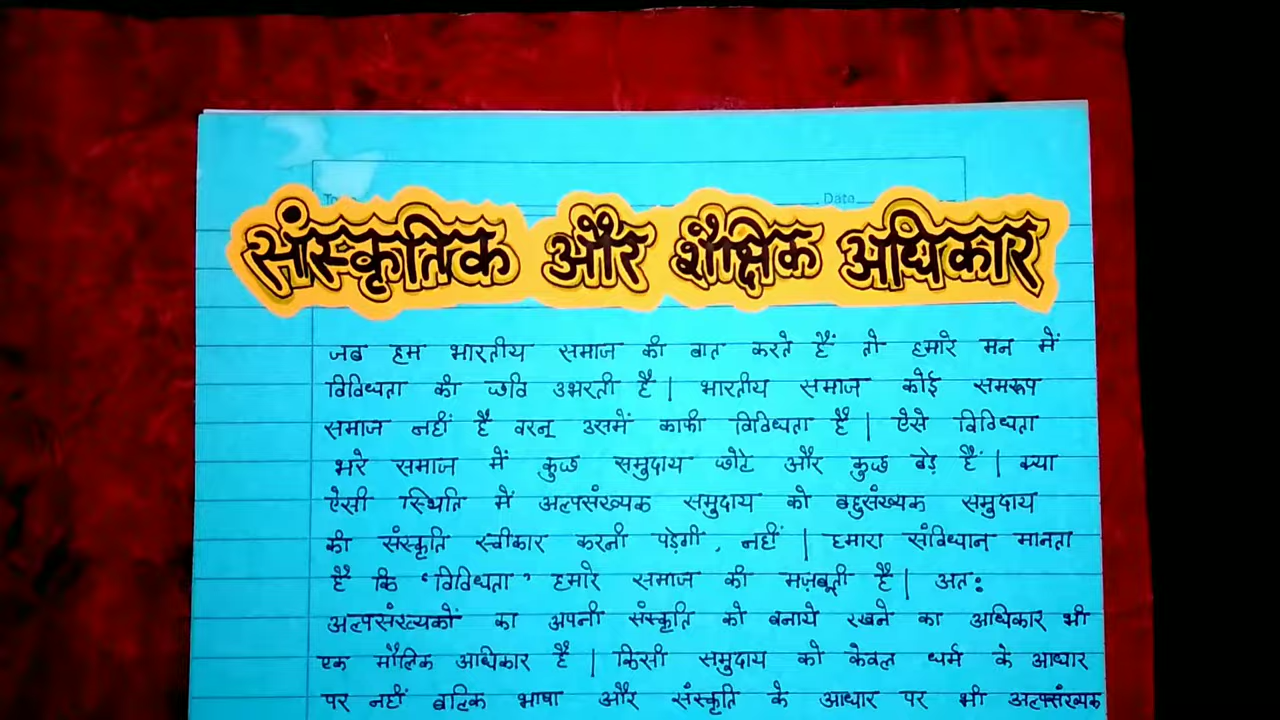 Date
सांस्कृतिक और शैक्षिक अधिकार
जब हम भारतीय समाज की बात करते हैं तो हमारे मन में
विविधता की छवि उभरती है | भारतीय समाज कोई समरूप
समाज नहीं है वरन् उसमें काफी विविधता है | ऐसे विविधता
भरे समाज में कुछ समुदाय छोटे और कुछ बड़े हैं | क्या
ऐसी स्थिति में अल्पसंख्यक समुदाय को बहुसंख्यक समुदाय
की संस्कृति स्वीकार करनी पड़ेगी , नहीं | हमारा संविधान मानता
है कि 'विविधता' हमारे समाज की मज़बूती है | अतः
अल्पसंख्यकों का अपनी संस्कृति को बनाये रखने का अधिकार भी
एक मौलिक अधिकार है | किसी समुदाय को केवल धर्म के आधार
पर नहीं बल्कि भाषा और संस्कृति के आधार पर भी अल्पसंख्यक